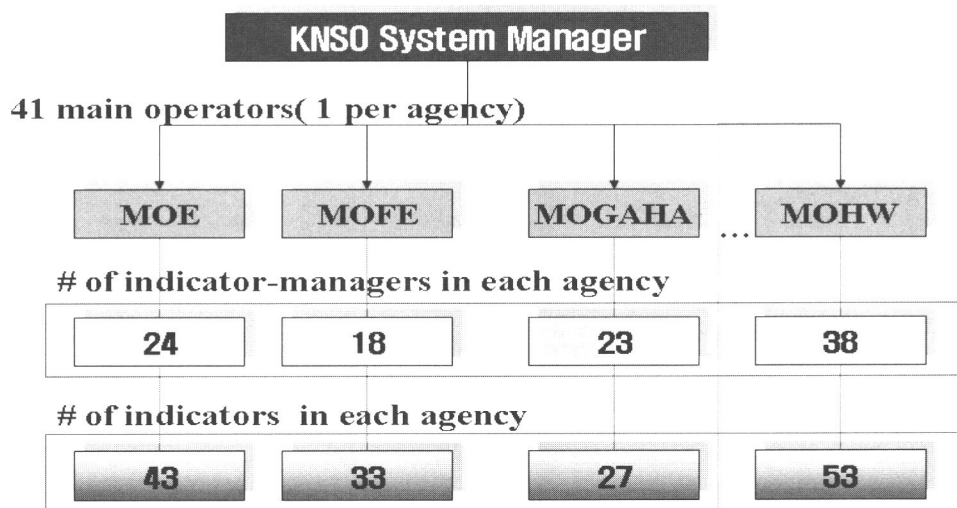 KNSO System Manager
41 main operators( 1 per agency)
MOE MOFE MOGAHA ... MOHW
# of indicator-managers in each agency
24 18 23 38
# of indicators in each agency
43 33 27 53